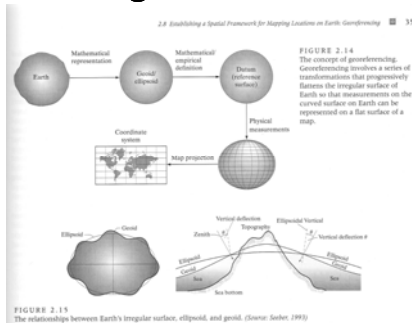 2.8 Establishing a Spatial Framework for Mapping Locations on Earth: Georeferencing 35
FIGURE 2.14
The concept of georeferencing.
Georeferencing involves a series of
transformations that progressively
flattens the irregular surface of
Earth so that measurements on the
curved surface on Earth can be
represented on a flat surface of a
map.
Mathematical
representation
Mathematical/
empirical
definition
Earth
Geoid/
ellipsoid
Datum
(reference
surface)
Physical
measurements
Coordinate
system
Map projection
Ellipsoid
Geoid
Vertical deflection
Zenith
Topography
Ellipsoidal Vertical
Vertical deflection θ
Ellipsoid
Geoid
Ellipsoid
Geoid
Sea
Sea
Sea bottom
FIGURE 2.15
The relationships between Earth's irregular surface, ellipsoid, and geoid. (Source: Seeber, 1993)